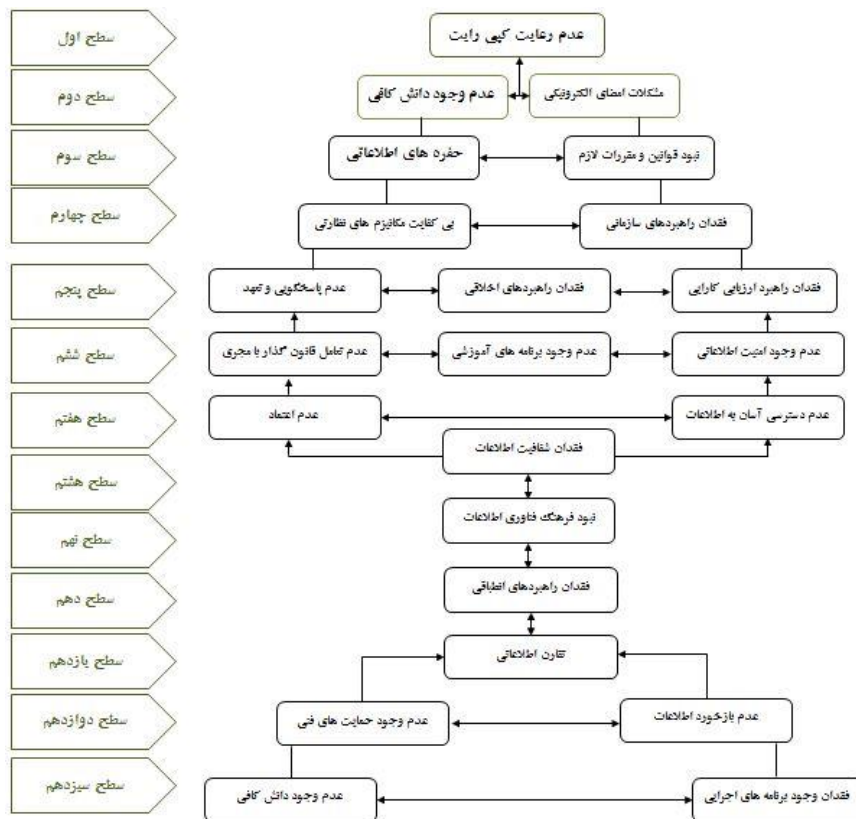 سطح اول
عدم رعایت کپی رایت
سطح دوم
مشکلات امضای الکترونیکی
عدم وجود دانش کافی
سطح سوم
نبود قوانین و مقررات لازم
حفره های اطلاعاتی
سطح چهارم
فقدان راهبردهای سازمانی
بی کفایت مکانیزم های نظارتی
سطح پنجم
فقدان راهبرد ارزیابی کارایی
فقدان راهبردهای اخلاقی
عدم پاسخگویی و تعهد
سطح ششم
عدم وجود امنیت اطلاعاتی
عدم وجود برنامه های آموزشی
عدم تعامل قانون گذار با مجری
سطح هفتم
عدم دسترسی آسان به اطلاعات
عدم اعتماد
فقدان شفافیت اطلاعات
سطح هشتم
نبود فرهنگ فناوری اطلاعات
سطح نهم
فقدان راهبردهای انطباقی
سطح دهم
تقارن اطلاعاتی
سطح یازدهم
عدم بازخورد اطلاعات
عدم وجود حمایت های فنی
سطح دوازدهم
فقدان وجود برنامه های اجرایی
عدم وجود دانش کافی
سطح سیزدهم